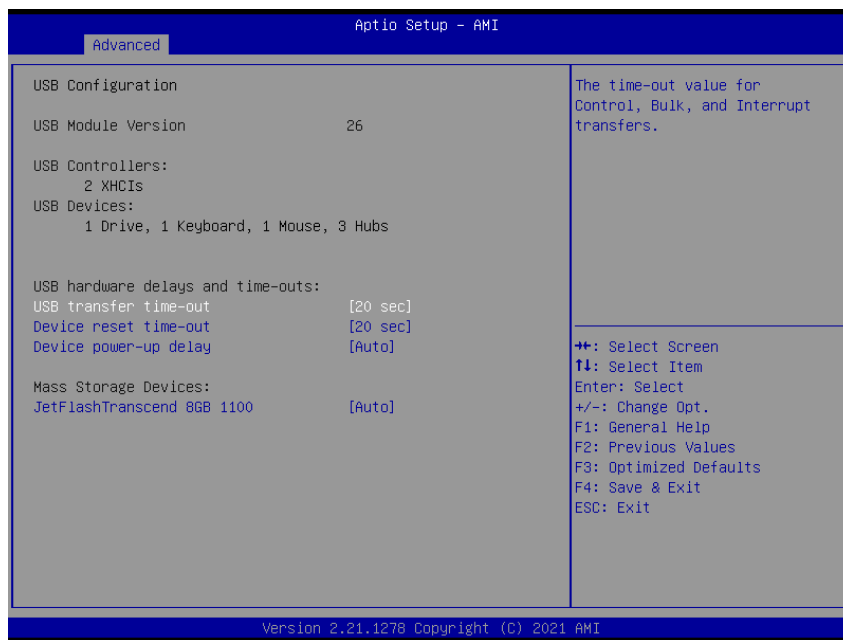 Aptio Setup – AMI
Advanced
USB Configuration
USB Module Version 26
USB Controllers:
2 XHCIs
USB Devices:
1 Drive, 1 Keyboard, 1 Mouse, 3 Hubs
USB hardware delays and time-outs:
USB transfer time-out [20 sec]
Device reset time-out [20 sec]
Device power-up delay [Auto]
Mass Storage Devices:
JetFlashTranscend 8GB 1100 [Auto]
The time-out value for
Control, Bulk, and Interrupt
transfers.
→←: Select Screen
↑↓: Select Item
Enter: Select
+/-: Change Opt.
F1: General Help
F2: Previous Values
F3: Optimized Defaults
F4: Save & Exit
ESC: Exit
Version 2.21.1278 Copyright (C) 2021 AMI